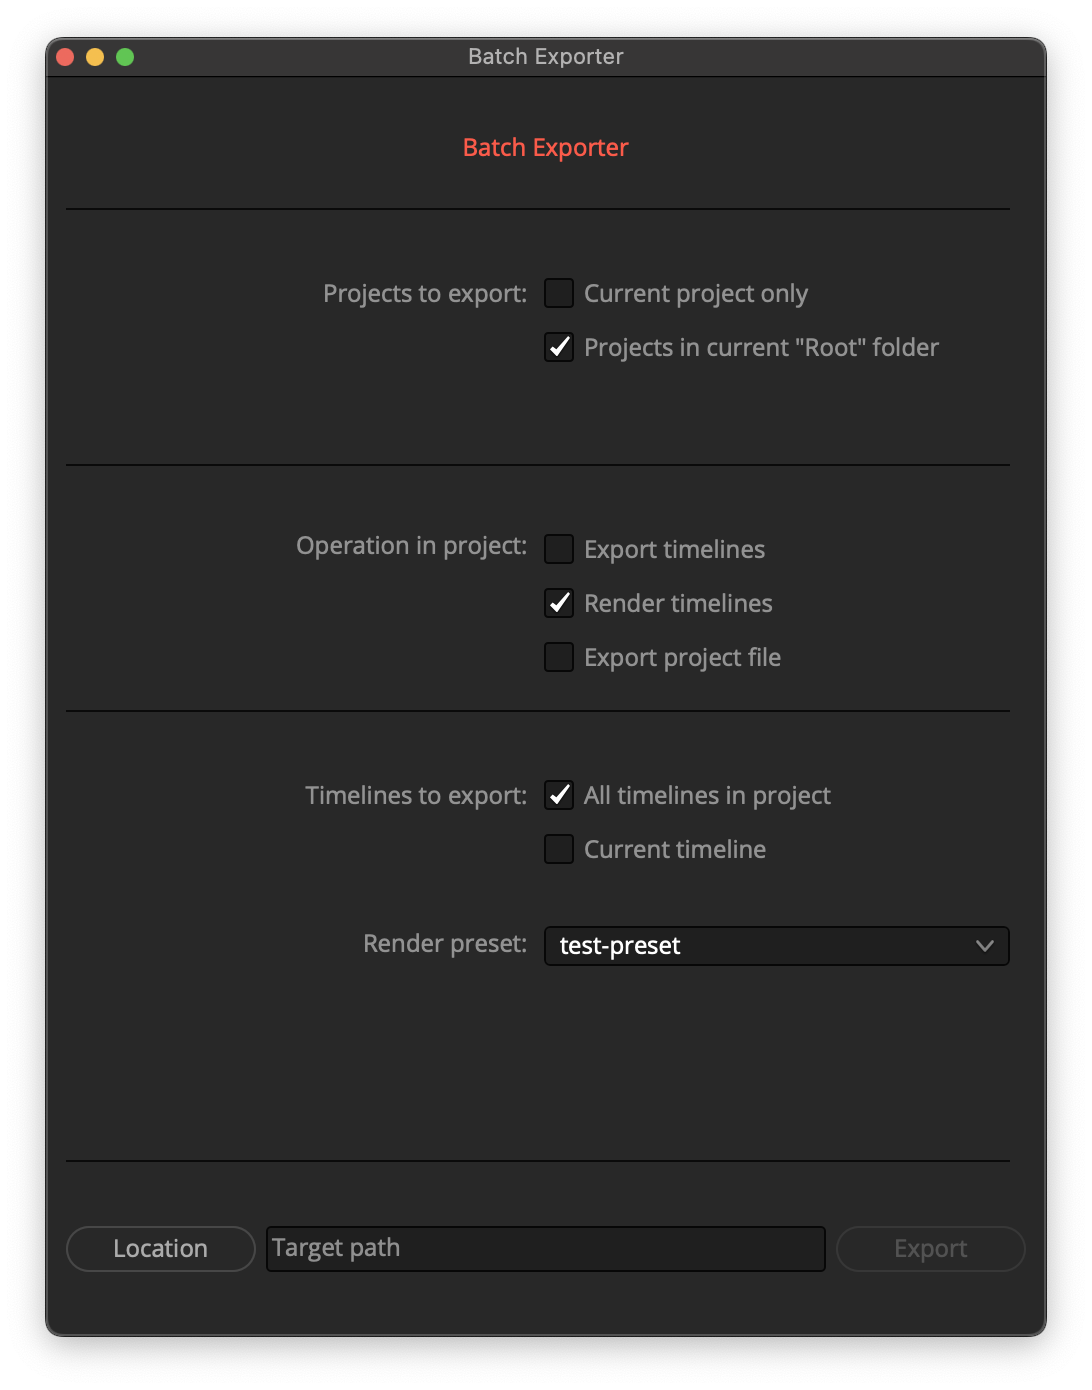 Batch Exporter
Batch Exporter
Projects to export: Current project only
Projects in current "Root" folder
Operation in project: Export timelines
Render timelines
Export project file
Timelines to export: All timelines in project
Current timeline
Render preset: test-preset
Location Target path Export